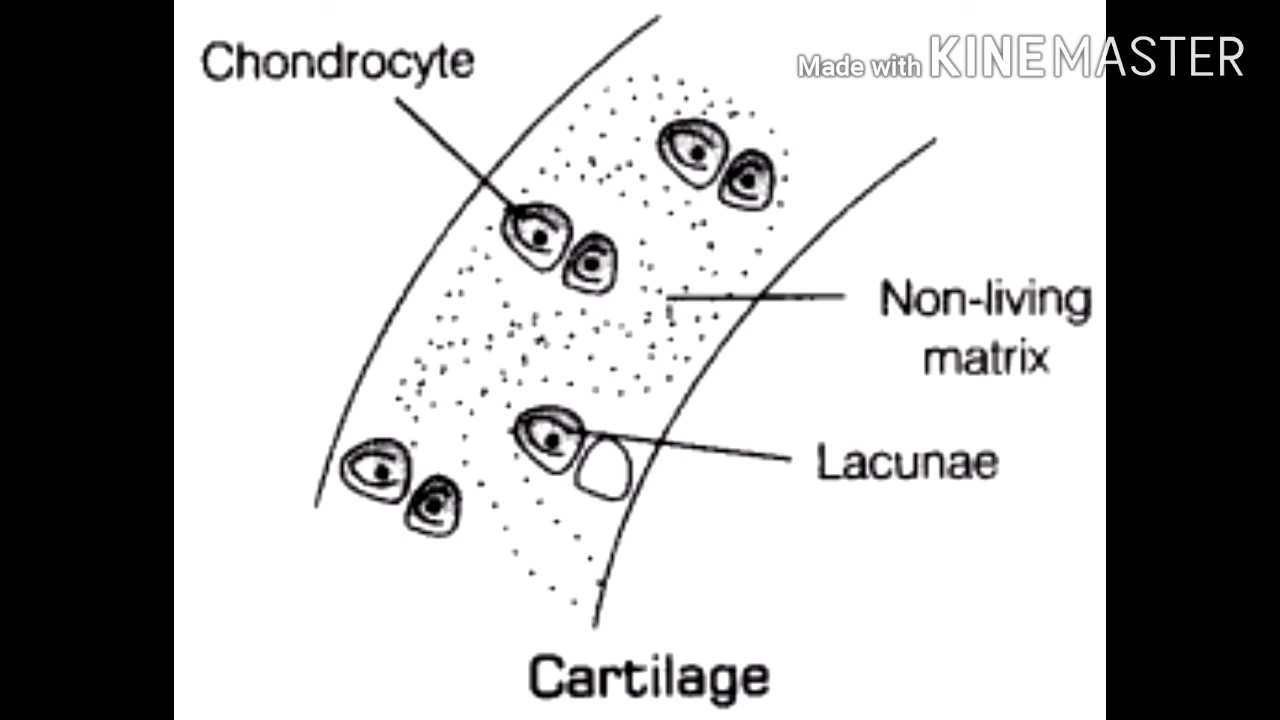 Chondrocyte
Made with KINEMASTER
Non-living
matrix
Lacunae
Cartilage